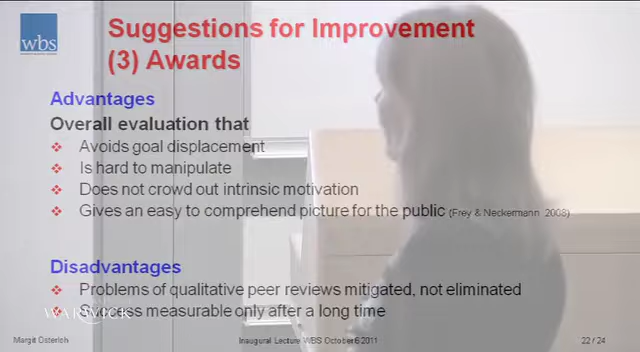 wbs
Suggestions for Improvement
(3) Awards
Advantages
Overall evaluation that
❖ Avoids goal displacement
❖ Is hard to manipulate
❖ Does not crowd out intrinsic motivation
❖ Gives an easy to comprehend picture for the public (Frey & Neckermann 2008)
Disadvantages
❖ Problems of qualitative peer reviews mitigated, not eliminated
❖ Success measurable only after a long time
WARWICK
Margit Osterloh
Inaugural Lecture WBS October 6 2011
22 / 24